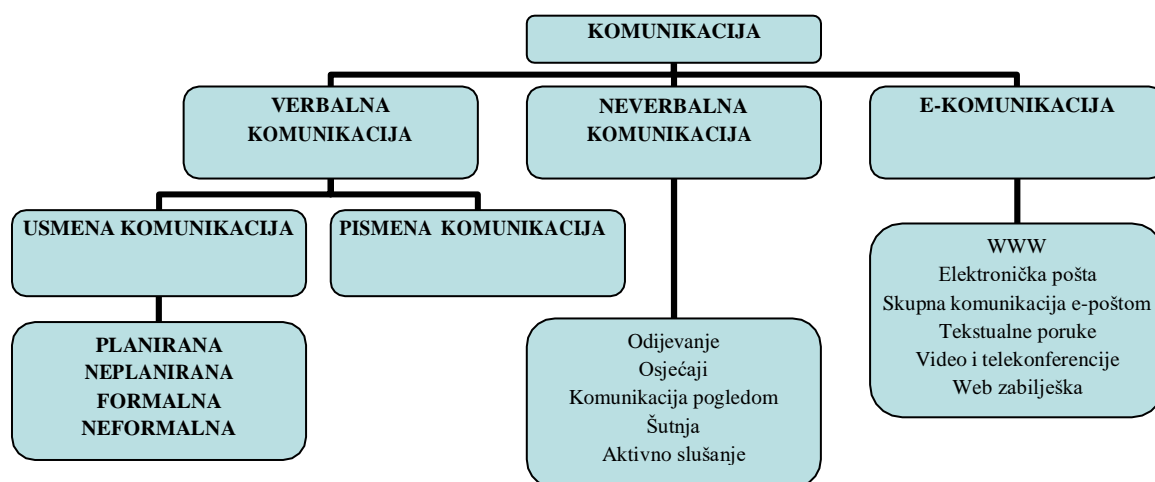 KOMUNIKACIJA
VERBALNA
KOMUNIKACIJA
NEVERBALNA
KOMUNIKACIJA
E-KOMUNIKACIJA
USMENA KOMUNIKACIJA
PISMENA KOMUNIKACIJA
PLANIRANA
NEPLANIRANA
FORMALNA
NEFORMALNA
Odijevanje
Osjećaji
Komunikacija pogledom
Šutnja
Aktivno slušanje
WWW
Elektronička pošta
Skupna komunikacija e-poštom
Tekstualne poruke
Video i telekonferencije
Web zabilješka